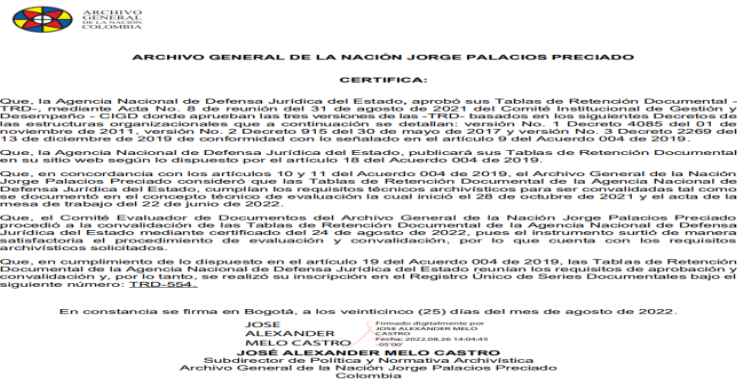 ARCHIVO
GENERAL
DE LA NACIÓN
COLOMBIA
ARCHIVO GENERAL DE LA NACIÓN JORGE PALACIOS PRECIADO
CERTIFICA:
Que, la Agencia Nacional de Defensa Jurídica del Estado, aprobó sus Tablas de Retención Documental -
TRD-, mediante Acta No. 8 de reunión del 31 de agosto de 2021 del Comité Institucional de Gestión y
Desempeño - CIGD donde aprueban las tres versiones de las -TRD- basados en los siguientes Decretos de
las estructuras organizacionales que a continuación se detallan: versión No. 1 Decreto 4085 del 01 de
noviembre de 2011, versión No. 2 Decreto 915 del 30 de mayo de 2017 y versión No. 3 Decreto 2269 del
13 de diciembre de 2019 de conformidad con lo señalado en el artículo 9 del Acuerdo 004 de 2019.
Que, la Agencia Nacional de Defensa Jurídica del Estado, publicará sus Tablas de Retención Documental
en su sitio web según lo dispuesto por el artículo 18 del Acuerdo 004 de 2019.
Que, en concordancia con los artículos 10 y 11 del Acuerdo 004 de 2019, el Archivo General de la Nación
Jorge Palacios Preciado consideró que las Tablas de Retención Documental de la Agencia Nacional de
Defensa Jurídica del Estado, cumplían los requisitos técnicos archivísticos para ser convalidadas tal como
se documentó en el concepto técnico de evaluación la cual inició el 28 de octubre de 2021 y el acta de la
mesa de trabajo del 22 de junio de 2022.
Que, el Comité Evaluador de Documentos del Archivo General de la Nación Jorge Palacios Preciado
procedió a la convalidación de las Tablas de Retención Documental de la Agencia Nacional de Defensa
Jurídica del Estado mediante certificado del 24 de agosto de 2022, pues el instrumento surtió de manera
satisfactoria el procedimiento de evaluación y convalidación, por lo que cuenta con los requisitos
archivísticos solicitados.
Que, en cumplimiento de lo dispuesto en el artículo 19 del Acuerdo 004 de 2019, las Tablas de Retención
Documental de la Agencia Nacional de Defensa Jurídica del Estado reunían los requisitos de aprobación y
convalidación y, por lo tanto, se realizó su inscripción en el Registro Único de Series Documentales bajo el
siguiente número: TRD-554.
En constancia se firma en Bogotá, a los veinticinco (25) días del mes de agosto de 2022.
JOSE
ALEXANDER
MELO CASTRO
Firmado digitalmente por
JOSE ALEXANDER MELO
CASTRO
Fecha: 2022.08.26 14:04:45
-05'00'
JOSÉ ALEXANDER MELO CASTRO
Subdirector de Política y Normativa Archivística
Archivo General de la Nación Jorge Palacios Preciado
Colombia